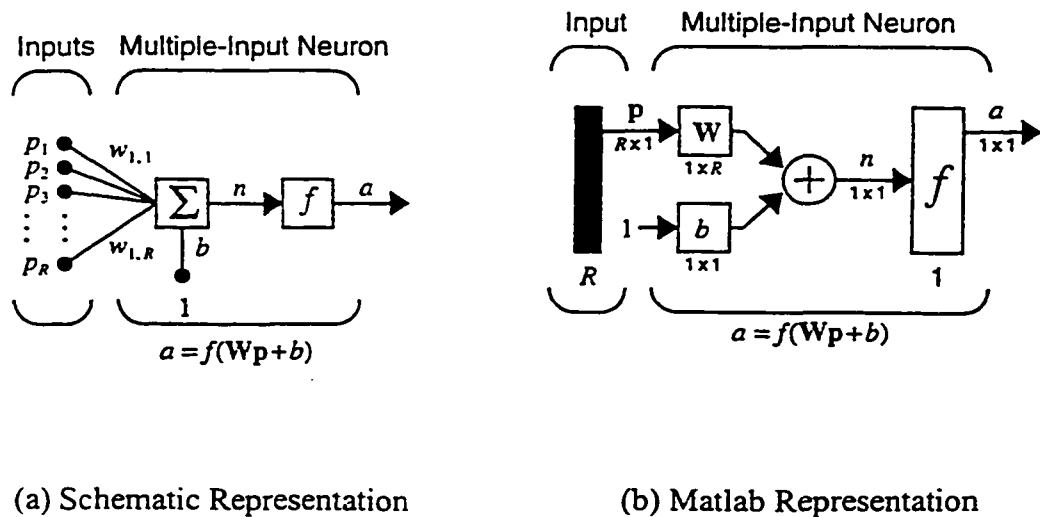 Inputs Multiple-Input Neuron
p1
p2
p3
pR
w1,1
w1,R
Σ
n
f
a
b
1
a = f(Wp+b)
(a) Schematic Representation
Input Multiple-Input Neuron
p
R x 1
W
1 x R
1
b
1 x 1
+
n
1 x 1
f
a
1 x 1
R
1
a = f(Wp+b)
(b) Matlab Representation